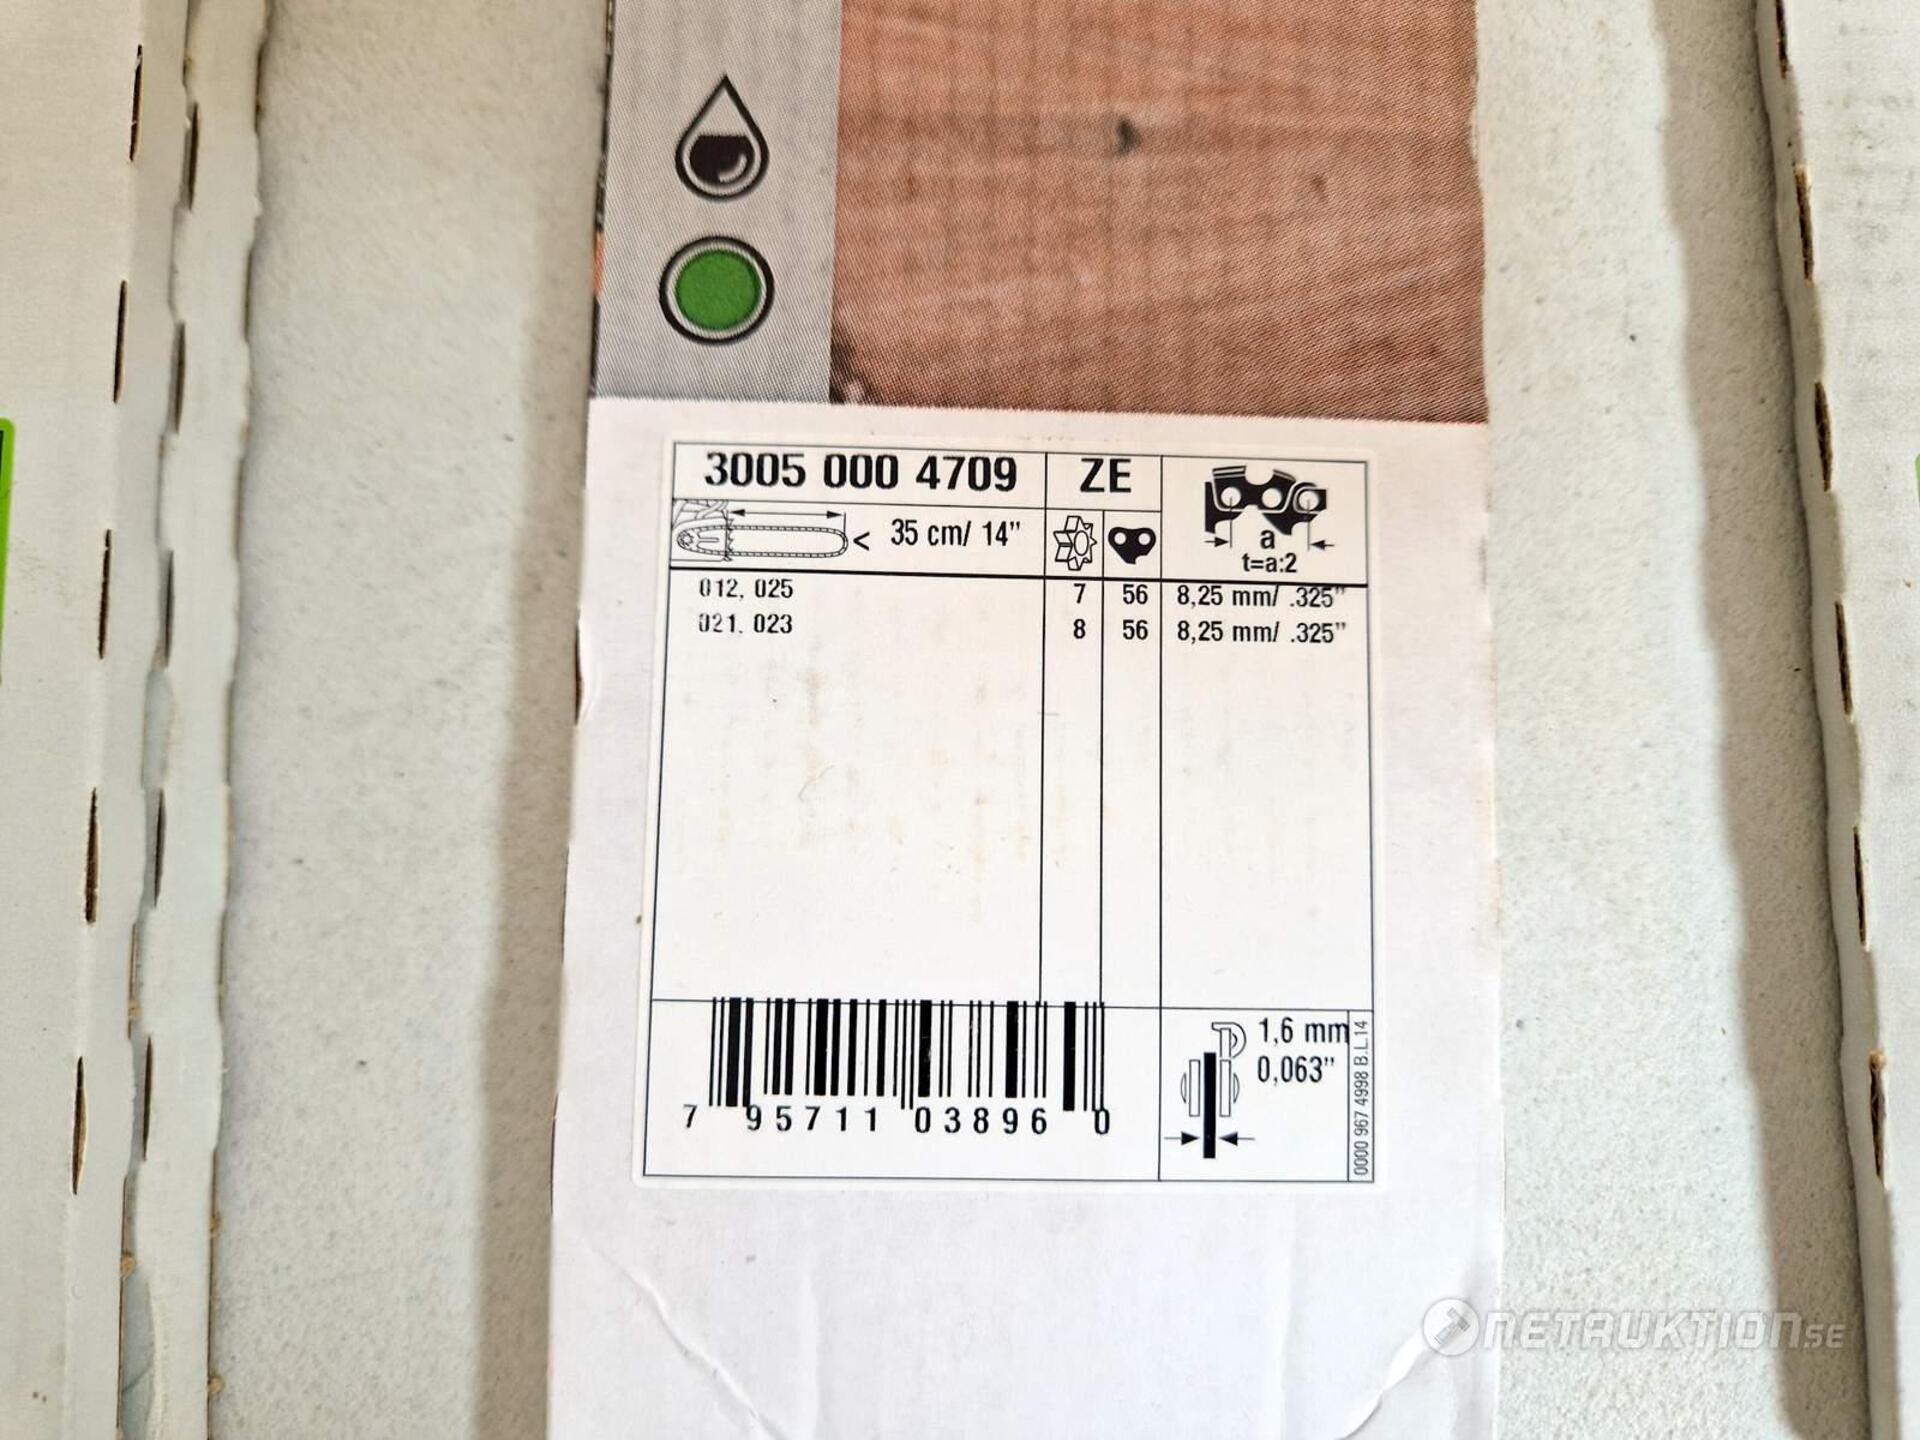 3005 000 4709 ZE
< 35 cm/ 14"
a
t=a:2
012, 025 7 56 8,25 mm/ .325"
021. 023 8 56 8,25 mm/ .325"
7 95711 03896 0
1,6 mm
0,063"
0000 967 4998 B.L.14
NETAUKTION.SE